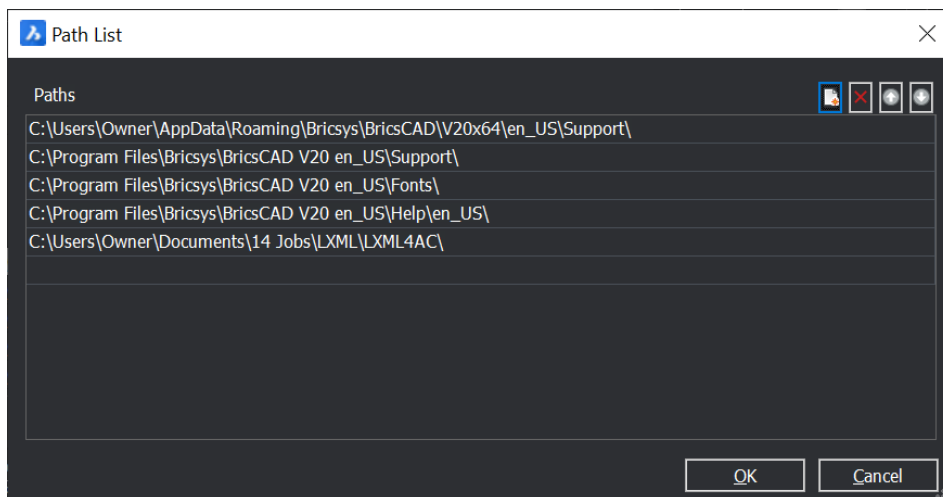 Path List
Paths
C:\Users\Owner\AppData\Roaming\Bricsys\BricsCAD\V20x64\en_US\Support\
C:\Program Files\Bricsys\BricsCAD V20 en_US\Support\
C:\Program Files\Bricsys\BricsCAD V20 en_US\Fonts\
C:\Program Files\Bricsys\BricsCAD V20 en_US\Help\en_US\
C:\Users\Owner\Documents\14 Jobs\LXML\LXML4AC\
OK Cancel